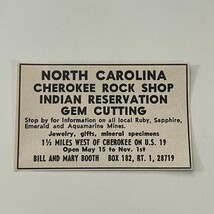 NORTH CAROLINA
CHEROKEE ROCK SHOP
INDIAN RESERVATION
GEM CUTTING
Stop by for Information on all local Ruby, Sapphire,
Emerald and Aquamarine Mines.
Jewelry, gifts, mineral specimens
1½ MILES WEST OF CHEROKEE ON U.S. 19
Open May 15 to Nov. 1st
BILL AND MARY BOOTH BOX 182, RT. 1, 28719